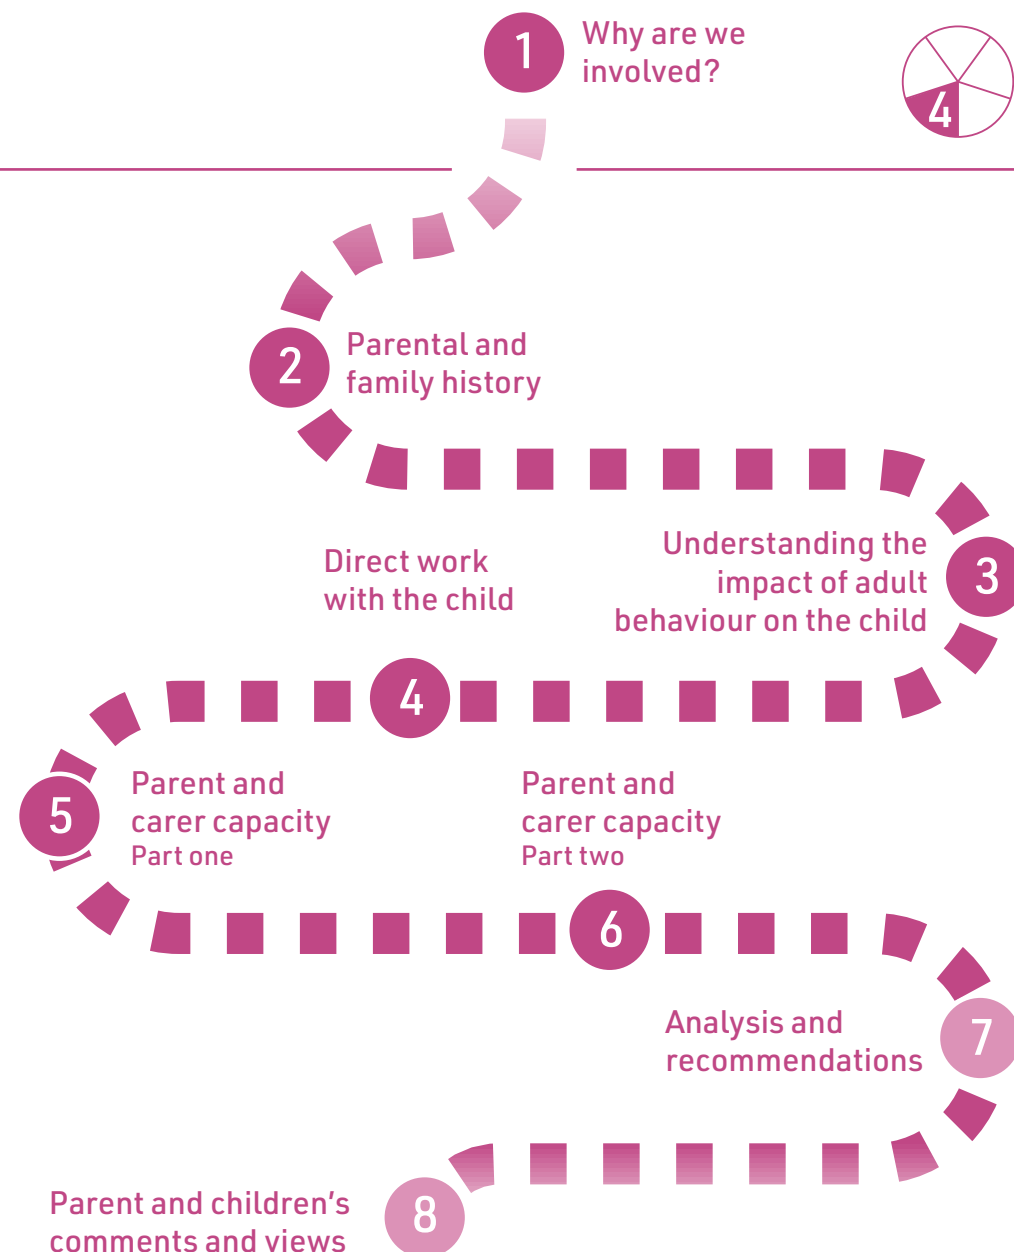 1
Why are we
involved?
4
2
Parental and
family history
Understanding the
impact of adult
behaviour on the child
3
Direct work
with the child
4
5
Parent and
carer capacity
Part one
Parent and
carer capacity
Part two
6
Analysis and
recommendations
7
8
Parent and children's
comments and views